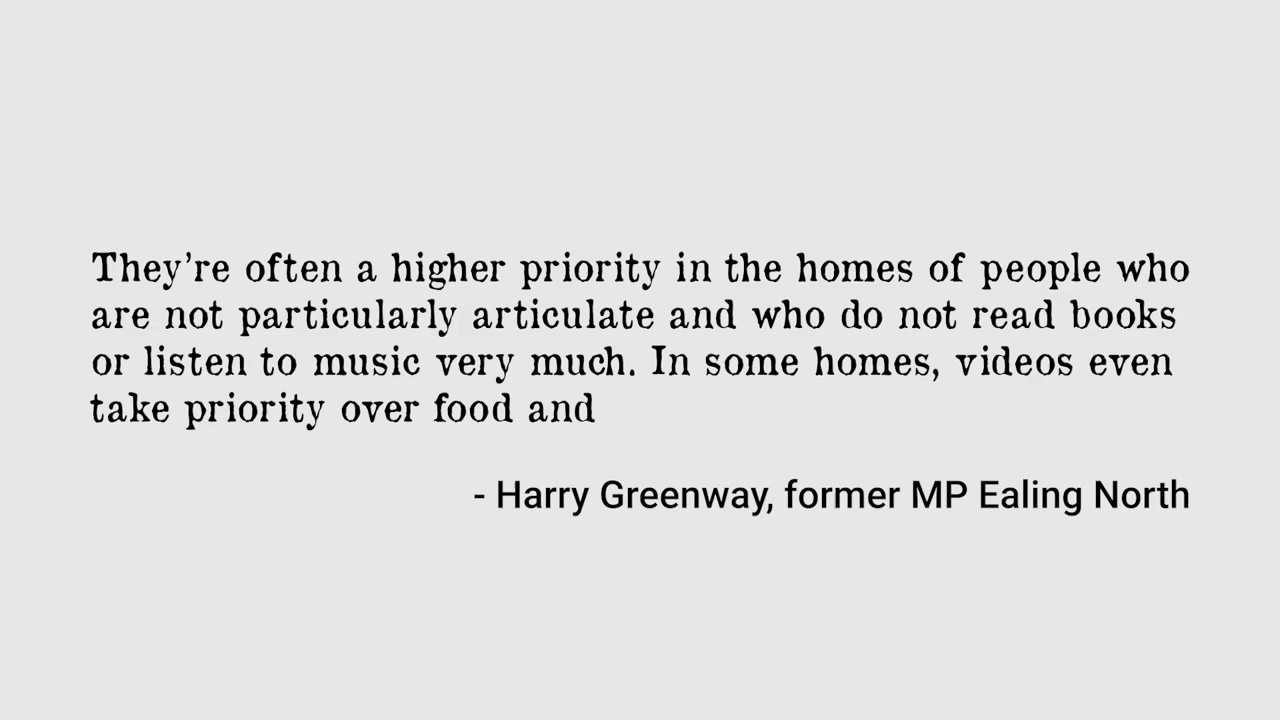 They're often a higher priority in the homes of people who
are not particularly articulate and who do not read books
or listen to music very much. In some homes, videos even
take priority over food and
- Harry Greenway, former MP Ealing North